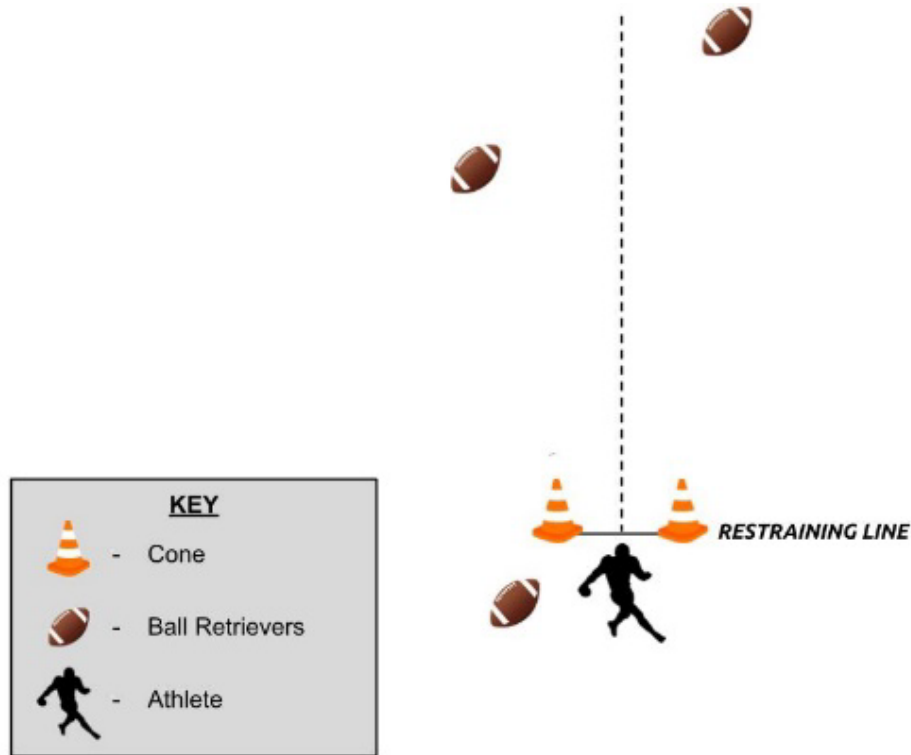 RESTRAINING LINE
KEY
- Cone
- Ball Retrievers
- Athlete